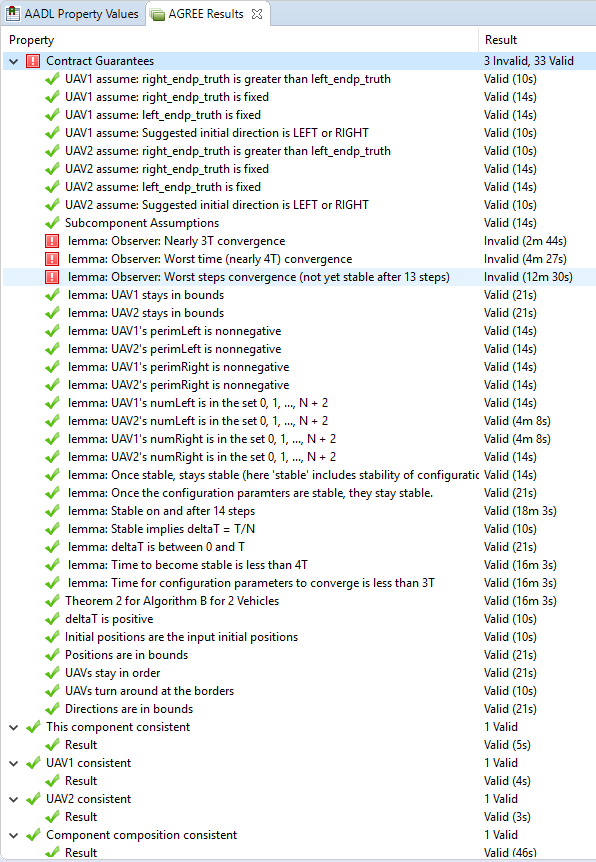 AADL Property Values AGREE Results
Property Result
Contract Guarantees 3 Invalid, 33 Valid
UAV1 assume: right_endp_truth is greater than left_endp_truth Valid (10s)
UAV1 assume: right_endp_truth is fixed Valid (14s)
UAV1 assume: left_endp_truth is fixed Valid (14s)
UAV1 assume: Suggested initial direction is LEFT or RIGHT Valid (10s)
UAV2 assume: right_endp_truth is greater than left_endp_truth Valid (10s)
UAV2 assume: right_endp_truth is fixed Valid (14s)
UAV2 assume: left_endp_truth is fixed Valid (14s)
UAV2 assume: Suggested initial direction is LEFT or RIGHT Valid (10s)
Subcomponent Assumptions Valid (14s)
lemma: Observer: Nearly 3T convergence Invalid (2m 44s)
lemma: Observer: Worst time (nearly 4T) convergence Invalid (4m 27s)
lemma: Observer: Worst steps convergence (not yet stable after 13 steps) Invalid (12m 30s)
lemma: UAV1 stays in bounds Valid (21s)
lemma: UAV2 stays in bounds Valid (21s)
lemma: UAV1's perimLeft is nonnegative Valid (14s)
lemma: UAV2's perimLeft is nonnegative Valid (14s)
lemma: UAV1's perimRight is nonnegative Valid (14s)
lemma: UAV2's perimRight is nonnegative Valid (14s)
lemma: UAV1's numLeft is in the set 0, 1, ..., N + 2 Valid (14s)
lemma: UAV2's numLeft is in the set 0, 1, ..., N + 2 Valid (4m 8s)
lemma: UAV1's numRight is in the set 0, 1, ..., N + 2 Valid (4m 8s)
lemma: UAV2's numRight is in the set 0, 1, ..., N + 2 Valid (14s)
lemma: Once stable, stays stable (here 'stable' includes stability of configuratic Valid (14s)
lemma: Once the configuration paramters are stable, they stay stable. Valid (21s)
lemma: Stable on and after 14 steps Valid (18m 3s)
lemma: Stable implies deltaT = T/N Valid (10s)
lemma: deltaT is between 0 and T Valid (21s)
lemma: Time to become stable is less than 4T Valid (16m 3s)
lemma: Time for configuration parameters to converge is less than 3T Valid (16m 3s)
Theorem 2 for Algorithm B for 2 Vehicles Valid (16m 3s)
deltaT is positive Valid (10s)
Initial positions are the input initial positions Valid (10s)
Positions are in bounds Valid (21s)
UAVs stay in order Valid (21s)
UAVs turn around at the borders Valid (10s)
Directions are in bounds Valid (21s)
This component consistent 1 Valid
Result Valid (5s)
UAV1 consistent 1 Valid
Result Valid (4s)
UAV2 consistent 1 Valid
Result Valid (3s)
Component composition consistent 1 Valid
Result Valid (46s)